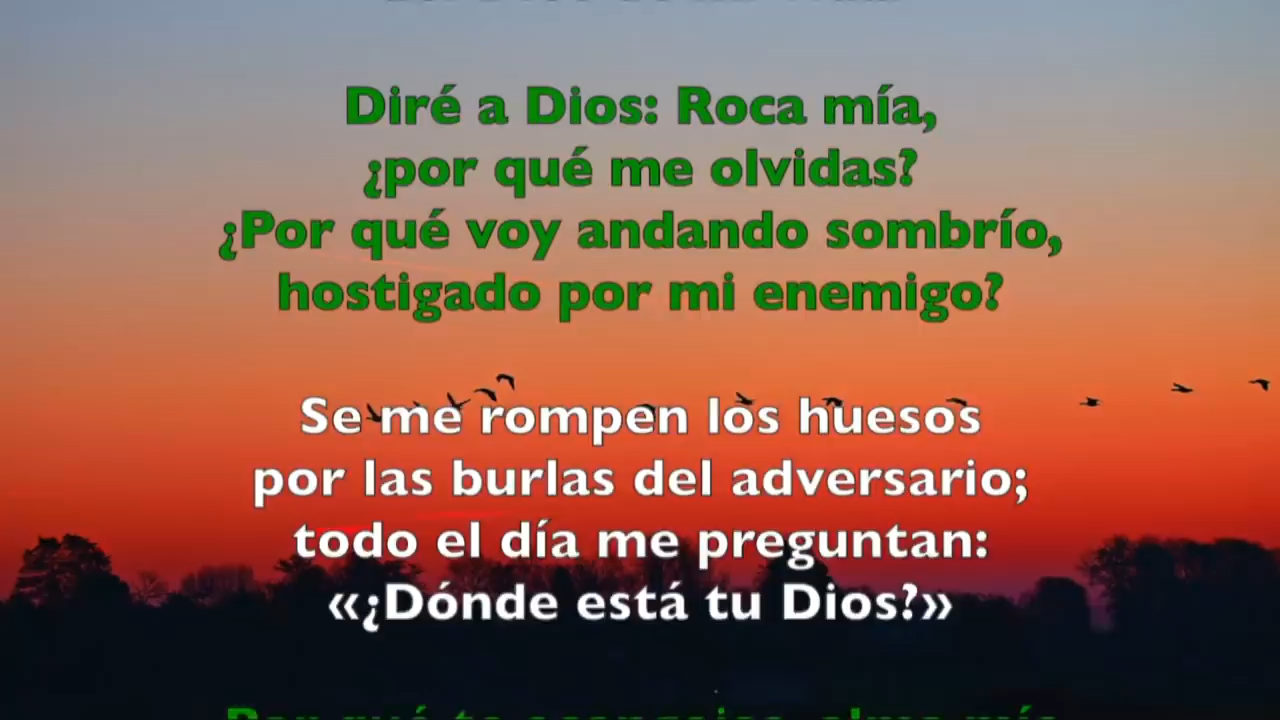 Diré a Dios: Roca mía,
¿por qué me olvidas?
¿Por qué voy andando sombrío,
hostigado por mi enemigo?
Se me rompen los huesos
por las burlas del adversario;
todo el día me preguntan:
«¿Dónde está tu Dios?»